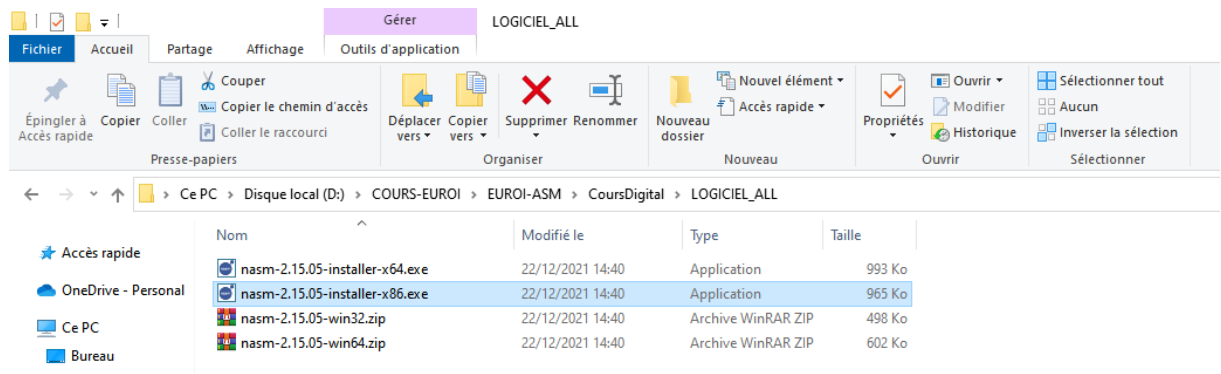 Gérer
LOGICIEL_ALL
Fichier Accueil Partage Affichage Outils d'application
Épingler à Accès rapide
Copier
Coller
Couper
Copier le chemin d'accès
Coller le raccourci
Presse-papiers
Déplacer vers
Copier vers
Supprimer
Renommer
Organiser
Nouveau dossier
Nouvel élément
Accès rapide
Nouveau
Propriétés
Ouvrir
Modifier
Historique
Ouvrir
Sélectionner tout
Aucun
Inverser la sélection
Sélectionner
Ce PC > Disque local (D:) > COURS-EUROI > EUROI-ASM > CoursDigital > LOGICIEL_ALL
Accès rapide
OneDrive - Personal
Ce PC
Bureau
Nom Modifié le Type Taille
nasm-2.15.05-installer-x64.exe 22/12/2021 14:40 Application 993 Ko
nasm-2.15.05-installer-x86.exe 22/12/2021 14:40 Application 965 Ko
nasm-2.15.05-win32.zip 22/12/2021 14:40 Archive WinRAR ZIP 498 Ko
nasm-2.15.05-win64.zip 22/12/2021 14:40 Archive WinRAR ZIP 602 Ko